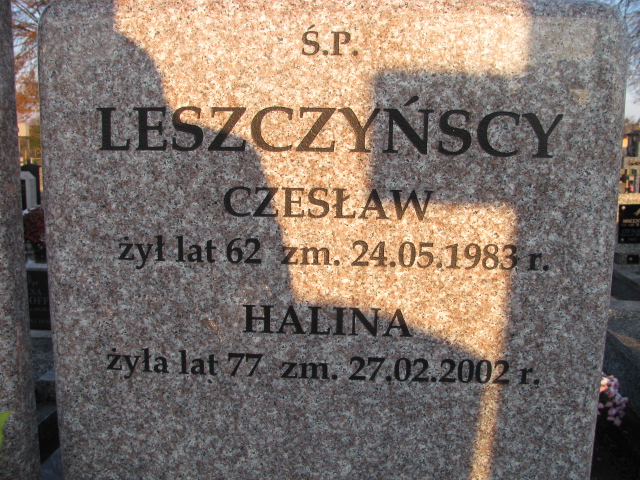 Ś.P.
LESZCZYŃSCY
CZESŁAW
żył lat 62 zm. 24.05.1983 r.
HALINA
żyła lat 77 zm. 27.02.2002 r.